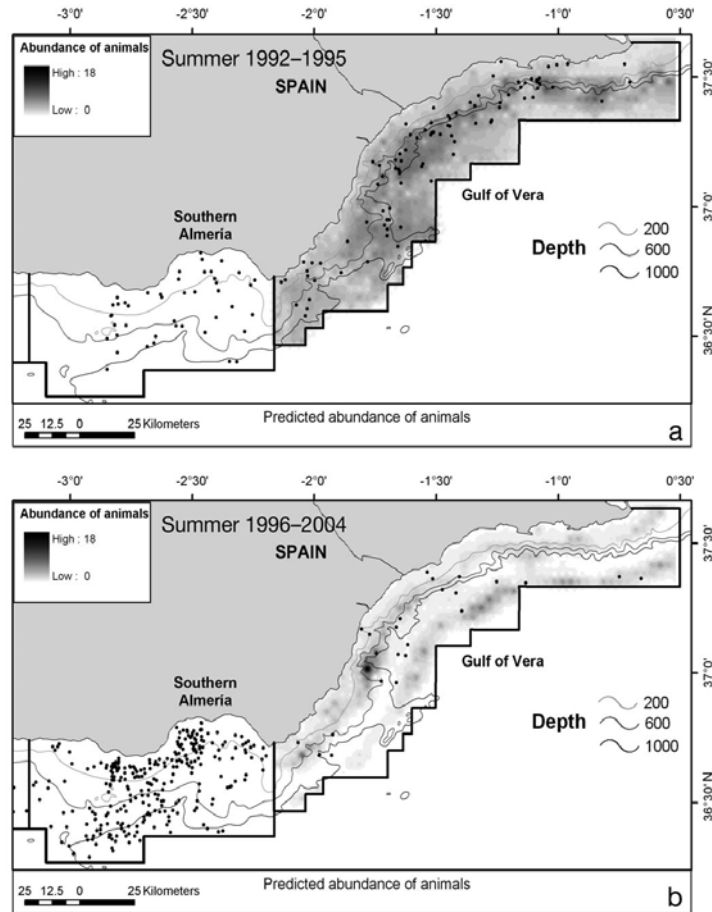 -3°0' -2°30' -2°0' -1°30' -1°0' 0°30'
Abundance of animals
High : 18
Low : 0
Summer 1992–1995
SPAIN
37°30'
Southern
Almeria
Gulf of Vera
37°0'
Depth
200
600
1000
36°30'N
25 12.5 0 25 Kilometers
Predicted abundance of animals
a
-3°0' -2°30' -2°0' -1°30' -1°0' 0°30'
Abundance of animals
High : 18
Low : 0
Summer 1996–2004
SPAIN
37°30'
Southern
Almeria
Gulf of Vera
37°0'
Depth
200
600
1000
36°30'N
25 12.5 0 25 Kilometers
Predicted abundance of animals
b